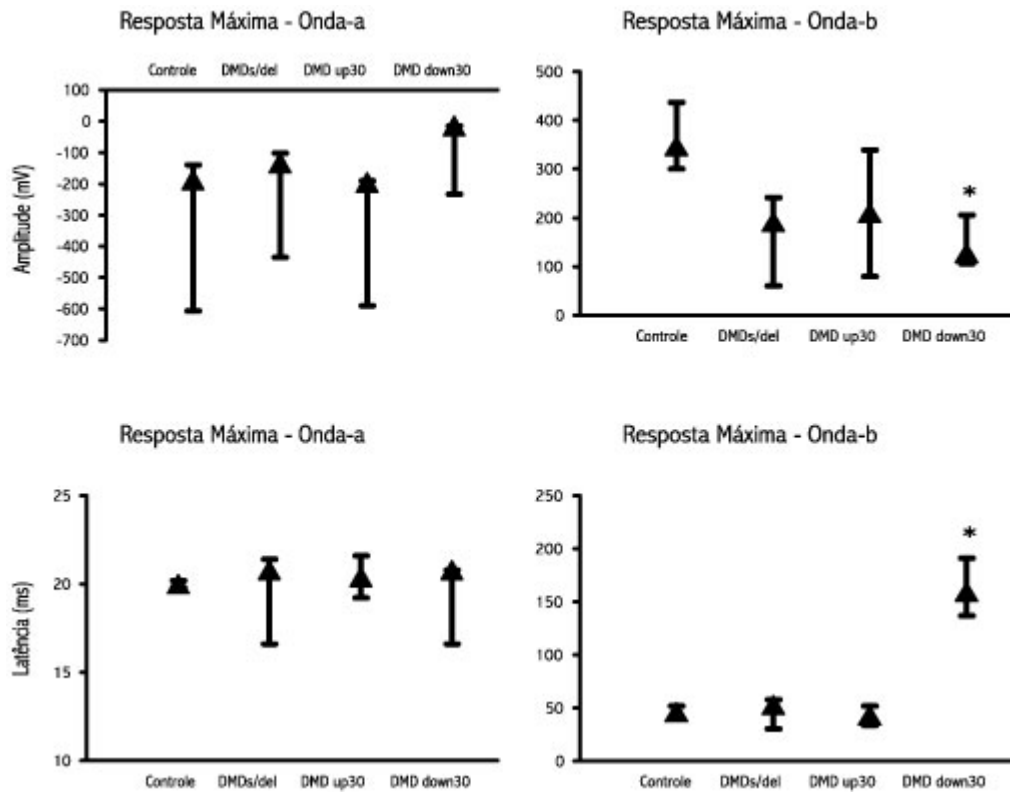 Resposta Máxima - Onda-a
Controle DMDs/del DMD up30 DMD down30
100
0
-100
-200
-300
-400
-500
-600
-700
Amplitude (mV)
Resposta Máxima - Onda-b
500
400
300
200
100
0
*
Controle DMDs/del DMD up30 DMD down30
Resposta Máxima - Onda-a
25
20
15
10
Latência (ms)
Controle DMDs/del DMD up30 DMD down30
Resposta Máxima - Onda-b
250
200
150
100
50
0
*
Controle DMDs/del DMD up30 DMD down30